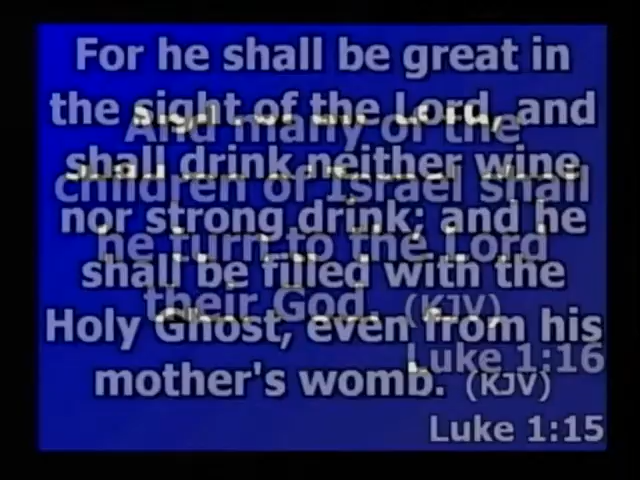 For he shall be great in
the sight of the Lord, and
shall drink neither wine
nor strong drink; and he
shall be filled with the
Holy Ghost, even from his
mother's womb. (KJV)
Luke 1:15
And many of the
children of Israel shall
he turn to the Lord
their God. (KJV)
Luke 1:16